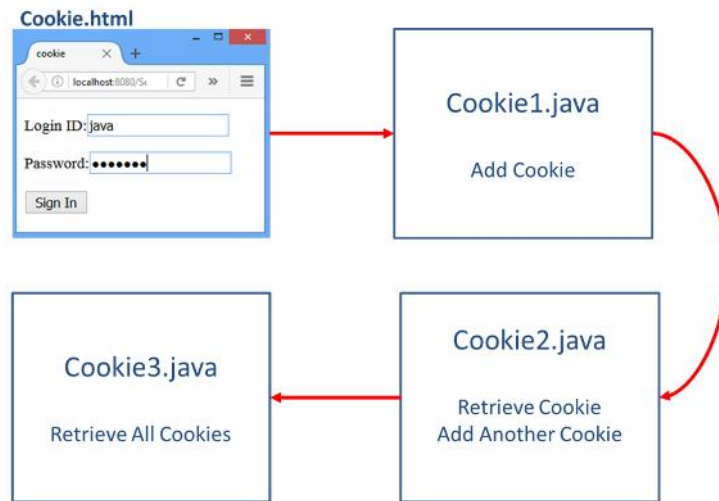 Cookie.html
cookie
localhost:8080/Se
Login ID: java
Password: •••••••
Sign In
Cookie1.java
Add Cookie
Cookie2.java
Retrieve Cookie
Add Another Cookie
Cookie3.java
Retrieve All Cookies